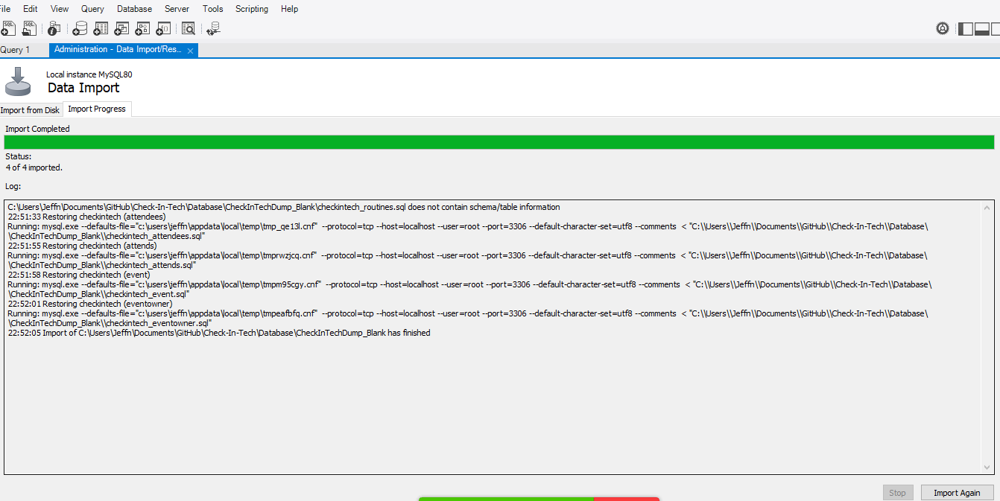 File Edit View Query Database Server Tools Scripting Help
SQL SQL
Query 1 Administration - Data Import/Res...
Local instance MySQL80
Data Import
Import from Disk Import Progress
Import Completed
Status:
4 of 4 imported.
Log:
C:\Users\Jeffn\Documents\GitHub\Check-In-Tech\Database\CheckInTechDump_Blank\checkintech_routines.sql does not contain schema/table information
22:51:33 Restoring checkintech (attendees)
Running: mysql.exe --defaults-file="c:\users\jeffn\appdata\local\temp\tmp_qe13l.cnf"  --protocol=tcp --host=localhost --user=root --port=3306 --default-character-set=utf8 --comments  < "C:\\Users\\Jeffn\\Documents\\GitHub\\Check-In-Tech\\Database\
\CheckInTechDump_Blank\\checkintech_attendees.sql"
22:51:55 Restoring checkintech (attends)
Running: mysql.exe --defaults-file="c:\users\jeffn\appdata\local\temp\tmprwzjcq.cnf"  --protocol=tcp --host=localhost --user=root --port=3306 --default-character-set=utf8 --comments  < "C:\\Users\\Jeffn\\Documents\\GitHub\\Check-In-Tech\\Database\
\CheckInTechDump_Blank\\checkintech_attends.sql"
22:51:58 Restoring checkintech (event)
Running: mysql.exe --defaults-file="c:\users\jeffn\appdata\local\temp\tmpm95cgy.cnf"  --protocol=tcp --host=localhost --user=root --port=3306 --default-character-set=utf8 --comments  < "C:\\Users\\Jeffn\\Documents\\GitHub\\Check-In-Tech\\Database\
\CheckInTechDump_Blank\\checkintech_event.sql"
22:52:01 Restoring checkintech (eventowner)
Running: mysql.exe --defaults-file="c:\users\jeffn\appdata\local\temp\tmpeafbfq.cnf"  --protocol=tcp --host=localhost --user=root --port=3306 --default-character-set=utf8 --comments  < "C:\\Users\\Jeffn\\Documents\\GitHub\\Check-In-Tech\\Database\
\CheckInTechDump_Blank\\checkintech_eventowner.sql"
22:52:05 Import of C:\Users\Jeffn\Documents\GitHub\Check-In-Tech\Database\CheckInTechDump_Blank has finished
Stop Import Again